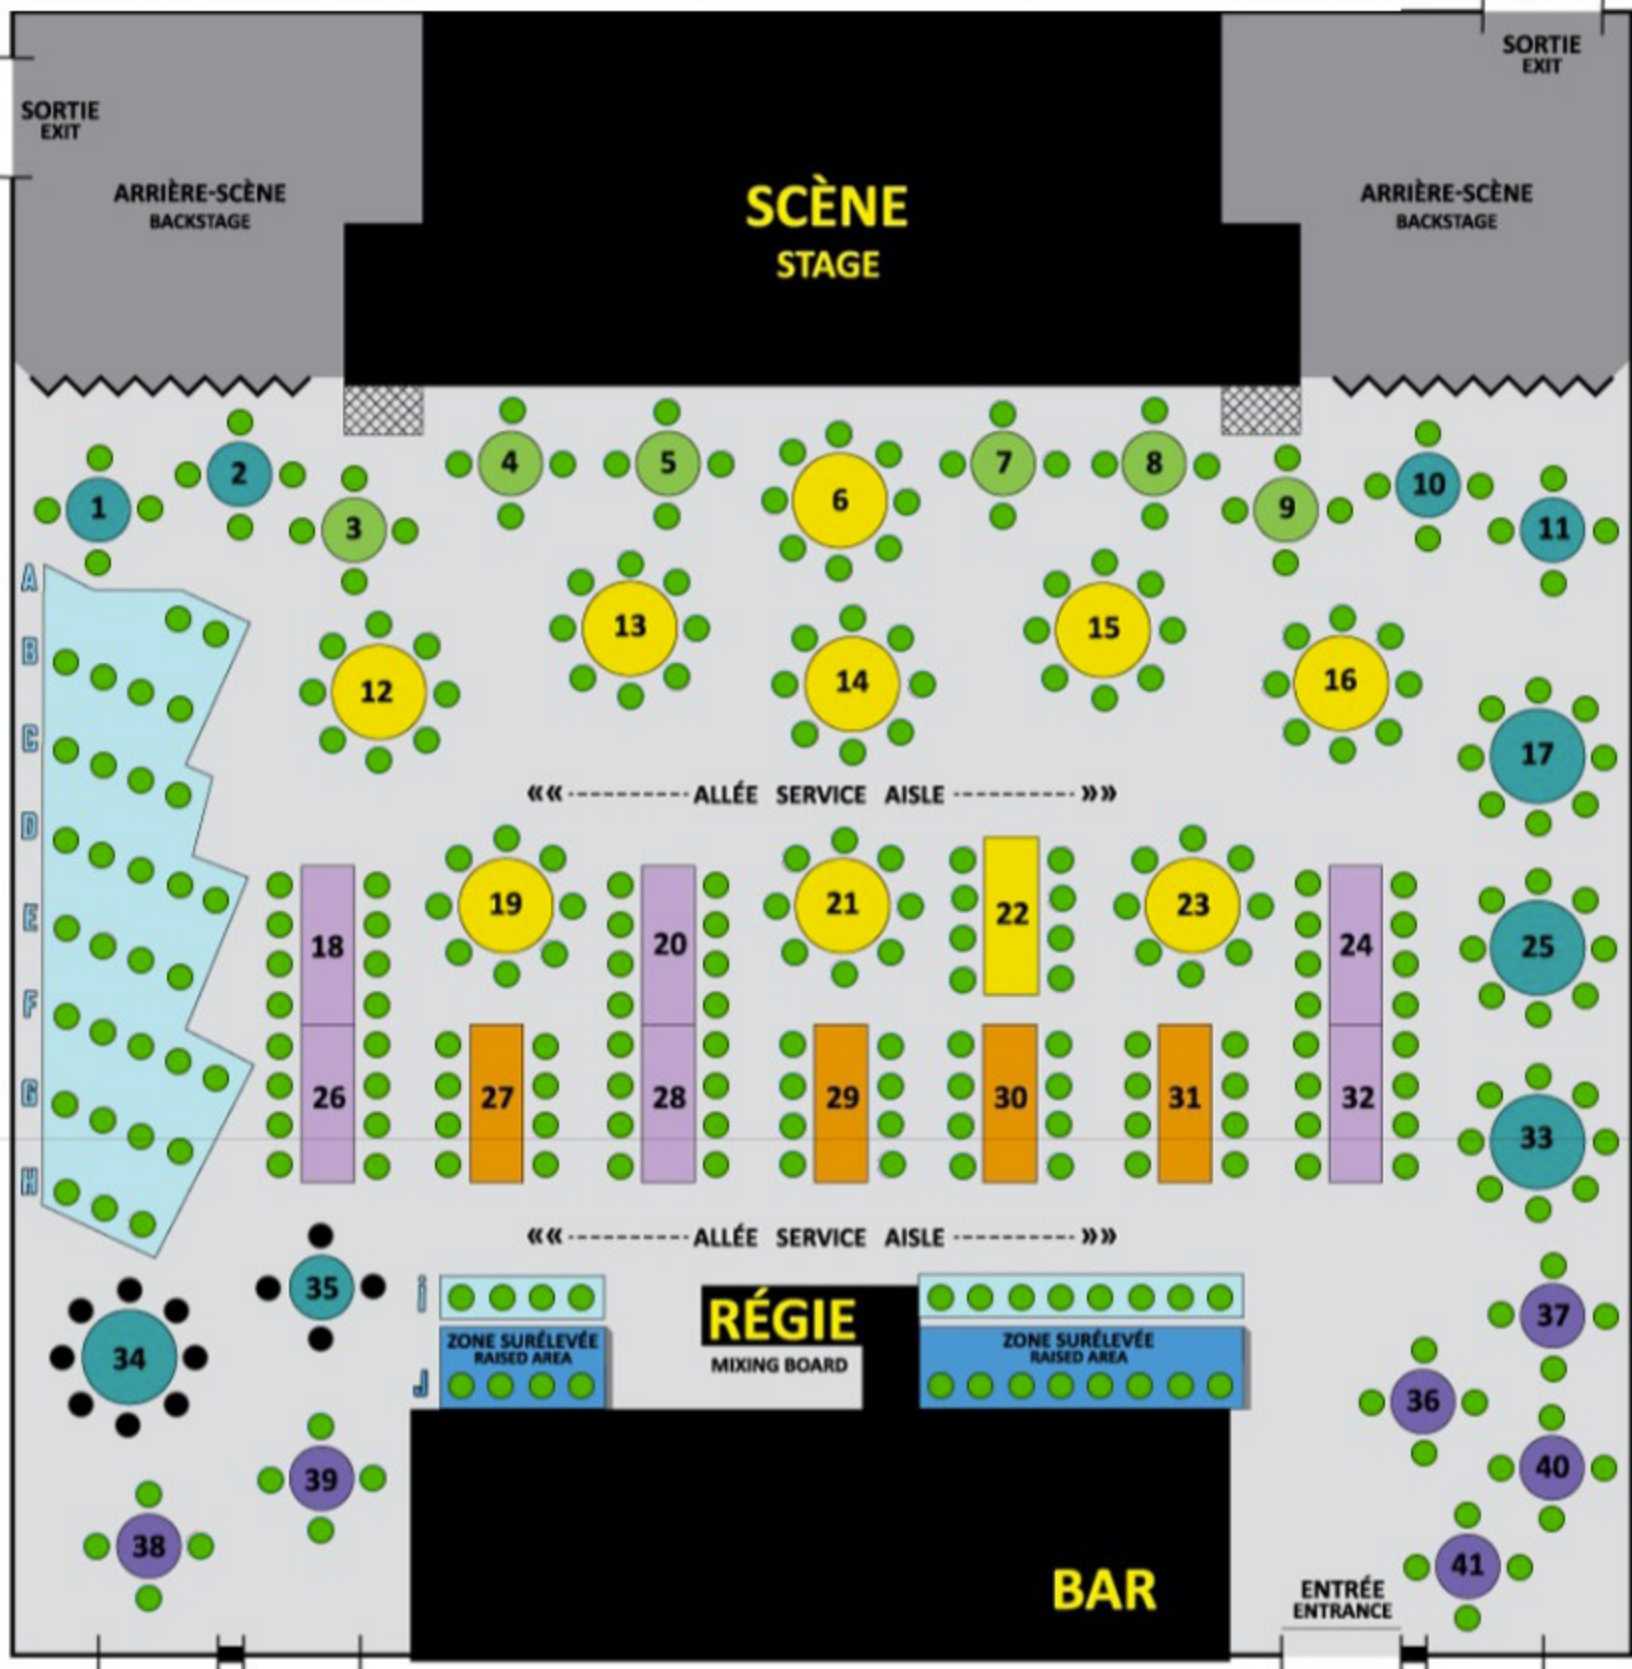 SORTIE
EXIT
SORTIE
EXIT
ARRIÈRE-SCÈNE
BACKSTAGE
SCÈNE
STAGE
ARRIÈRE-SCÈNE
BACKSTAGE
1
2
3
4
5
6
7
8
9
10
11
A
B
C
D
E
F
G
H
12
13
14
15
16
17
«« ---------- ALLÉE SERVICE AISLE ---------- »»
18
19
20
21
22
23
24
25
26
27
28
29
30
31
32
33
«« ---------- ALLÉE SERVICE AISLE ---------- »»
34
35
i
ZONE SURÉLEVÉE
RAISED AREA
J
RÉGIE
MIXING BOARD
ZONE SURÉLEVÉE
RAISED AREA
37
36
39
40
38
41
BAR
ENTRÉE
ENTRANCE